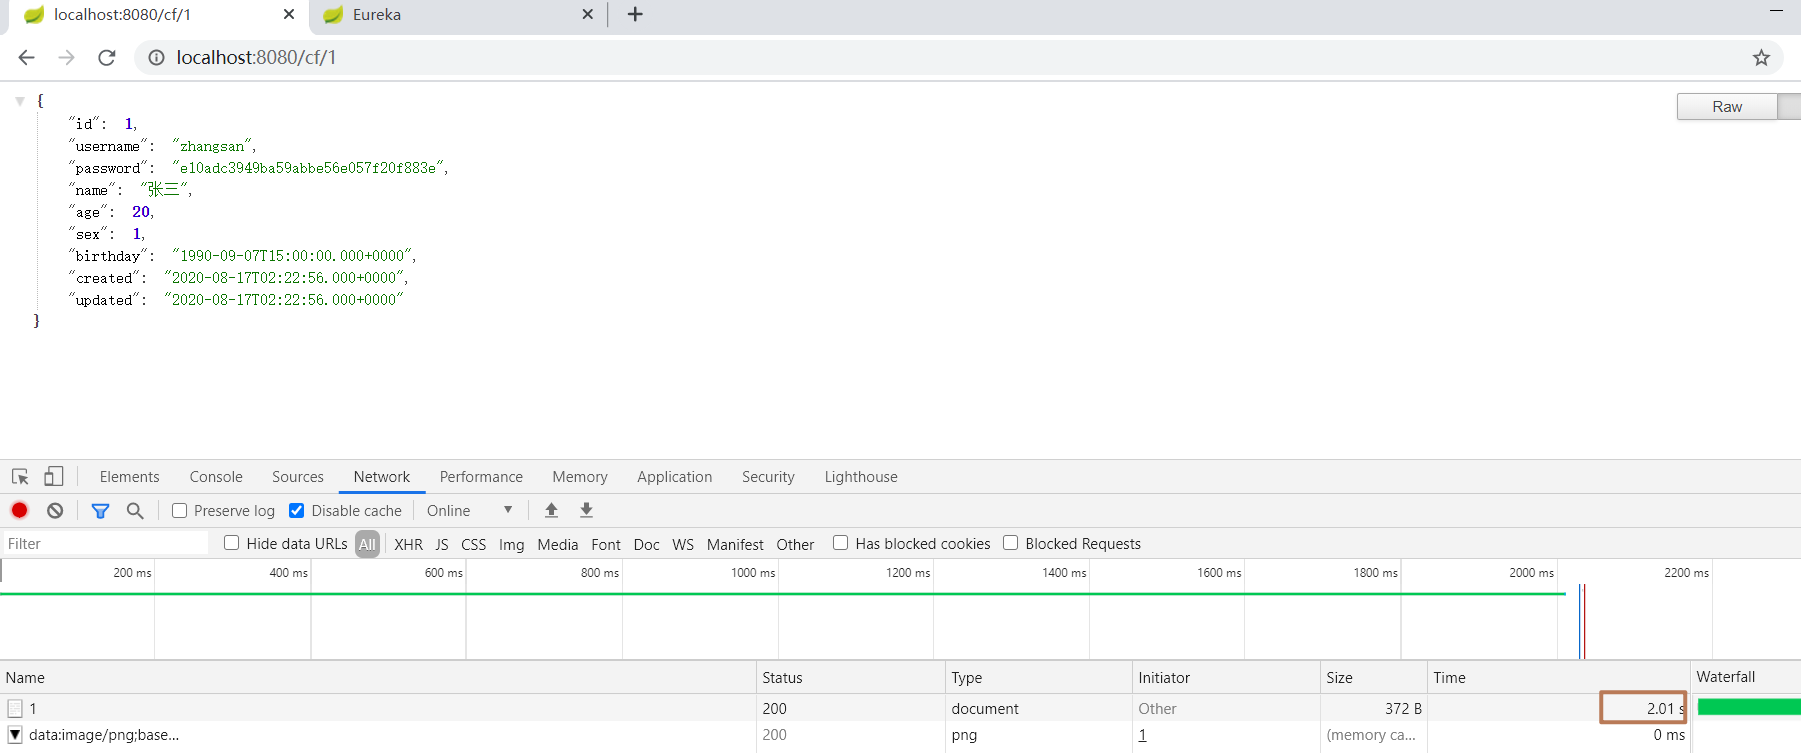 localhost:8080/cf/1
Eureka
localhost:8080/cf/1
{
Raw
"id": 1,
"username": "zhangsan",
"password": "e10adc3949ba59abbe56e057f20f883e",
"name": "张三",
"age": 20,
"sex": 1,
"birthday": "1990-09-07T15:00:00.000+0000",
"created": "2020-08-17T02:22:56.000+0000",
"updated": "2020-08-17T02:22:56.000+0000"
}
Elements Console Sources Network Performance Memory Application Security Lighthouse
Preserve log Disable cache Online
Filter Hide data URLs All XHR JS CSS Img Media Font Doc WS Manifest Other Has blocked cookies Blocked Requests
200 ms 400 ms 600 ms 800 ms 1000 ms 1200 ms 1400 ms 1600 ms 1800 ms 2000 ms 2200 ms
Name Status Type Initiator Size Time Waterfall
1 200 document Other 372 B 2.01 s
data:image/png;base... 200 png 1 (memory ca... 0 ms